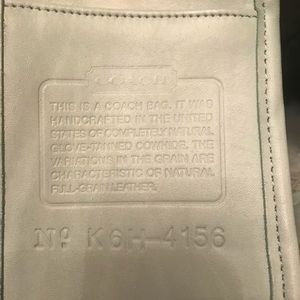 COACH
THIS IS A COACH BAG. IT WAS
HANDCRAFTED IN THE UNITED
STATES OF COMPLETELY NATURAL
GLOVE-TANNED COWHIDE. THE
VARIATIONS IN THE GRAIN ARE
CHARACTERISTIC OF NATURAL
FULL-GRAIN LEATHER.
Nº K6H-4156